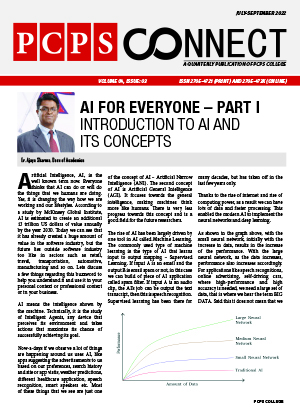 JULY-SEPTEMBER 2022
PCPS CONNECT
A QUARTERLY PUBLICATION OF PCPS COLLEGE
VOLUME 04, ISSUE: 03
AI FOR EVERYONE – PART I
INTRODUCTION TO AI AND
ITS CONCEPTS
Er. Ajay Sharma, Dean of Academics
Artificial Intelligence, AI, is the
well known term now. Everyone
thinks that AI can do or will do
the things that we humans are doing.
Yes, it is changing the way how we are
working and our lifestyles. According to
a study by McKinsey Global Institute,
AI is estimated to create an additional
13 trillion US dollars of value annually
by the year 2030. Today we can see that
it has already created a huge amount of
value in the software industry, but the
future lies outside software industry
too like in sectors such as retail,
transportation, automotive,
manufacturing and so on. Lets discuss
a few things regarding this buzzword to
help you understand it and use it in your
personal context or professional context
or in your business.
AI means the intelligence shown by
the machine. Technically, it is the study
of Intelligent Agents, any device that
perceives its environment and takes
actions that maximize its chance of
successfully achieving its goal.
Now-a-days if we observe a lot of things
are happening around us uses AI, like
apps suggesting the advertisements to us
based on our preferences, search history
and site or app visits, weather predictions,
different healthcare application, speech
recognition, smart speakers etc. Most
of these things that we see are just one
of the concept of AI – Artificial Narrow
Intelligence (ANI). The second concept
of AI is Artificial General Intelligence
(AGI). It focuses towards the general
intelligence, making machines think
more like humans. There is very less
progress towards this concept and is a
good field for the future researchers.
The rise of AI has been largely driven by
one tool in AI called Machine Learning.
The commonly used type of machine
learning is the type of AI that learns
input to output mapping – Supervised
Learning. If input A is an email and the
output B is email spam or not, in this case
we can build of piece of AI application
called spam filter. If input A is an audio
clip, the AI's job can be output the text
transcript, then this is speech recognition.
Supervised learning has been there for
many decades, but has taken off in the
last few years only.
Thanks to the rise of internet and rise of
computing power, as a result we can have
lots of data and faster processing. This
enabled the modern AI to implement the
neural networks and deep learning.
As shown in the graph above, with the
small neural network, initially with the
increase in data, results in the increase
of the performance. With the large
neural network, as the data increases,
performance also increases accordingly.
For applications like speech recognitions,
online advertising, self-driving cars,
where high-performance and high
accuracy is needed, we need a large set of
data, that is where we hear the term BIG
DATA. Said that it does not mean that we
Performance
Large Neural
Network
Medium Neural
Network
Small Neural Network
Traditional AI
Amount of Data
PCPS COLLEGE